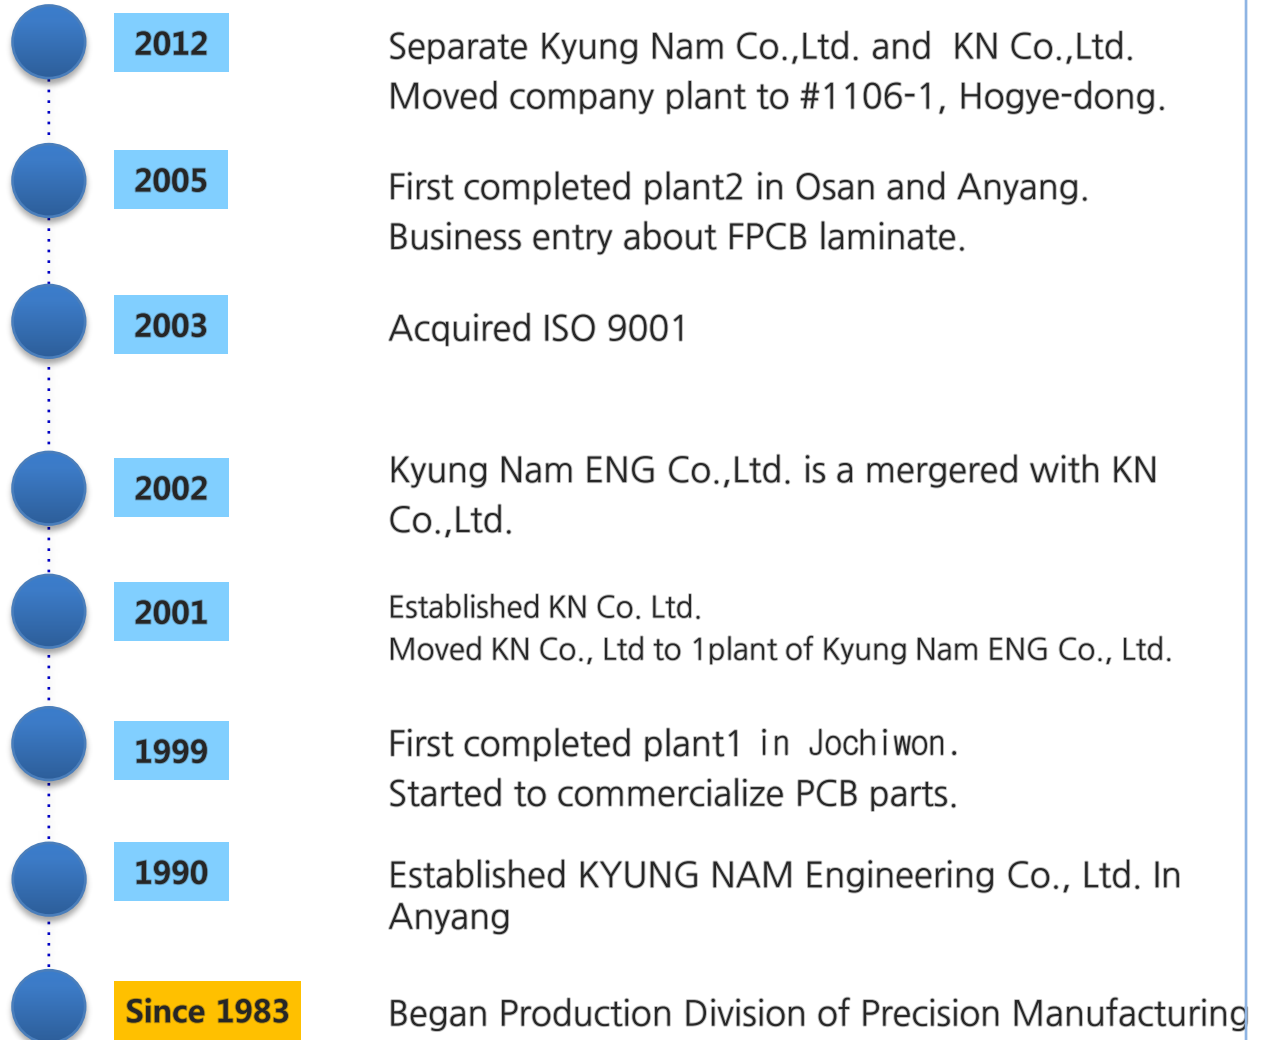 2012
Separate Kyung Nam Co.,Ltd. and  KN Co.,Ltd.
Moved company plant to #1106-1, Hogye-dong.
2005
First completed plant2 in Osan and Anyang.
Business entry about FPCB laminate.
2003
Acquired ISO 9001
2002
Kyung Nam ENG Co.,Ltd. is a mergered with KN
Co.,Ltd.
2001
Established KN Co. Ltd.
Moved KN Co., Ltd to 1plant of Kyung Nam ENG Co., Ltd.
1999
First completed plant1 in Jochiwon.
Started to commercialize PCB parts.
1990
Established KYUNG NAM Engineering Co., Ltd. In
Anyang
Since 1983
Began Production Division of Precision Manufacturing